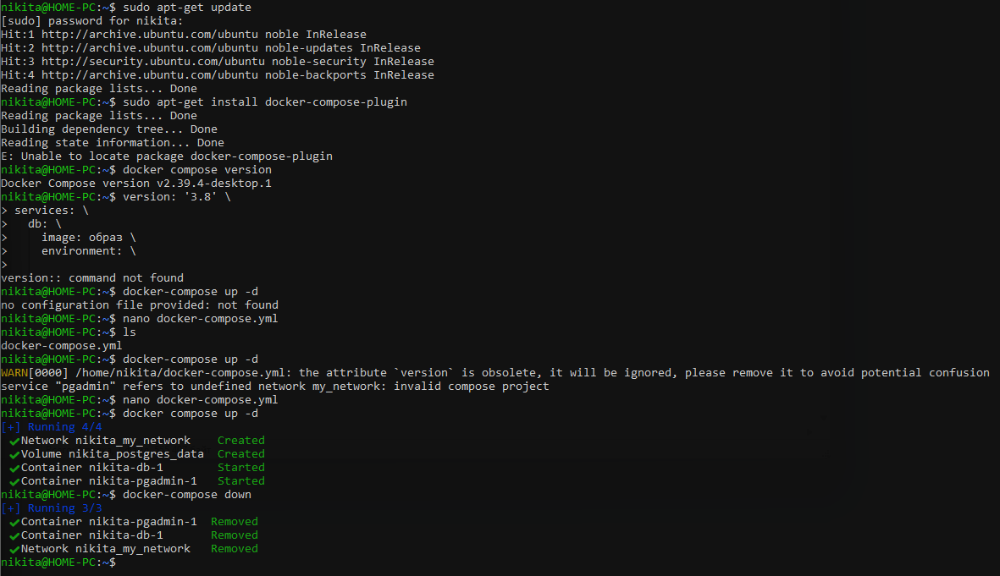 nikita@HOME-PC:~$ sudo apt-get update
[sudo] password for nikita:
Hit:1 http://archive.ubuntu.com/ubuntu noble InRelease
Hit:2 http://archive.ubuntu.com/ubuntu noble-updates InRelease
Hit:3 http://security.ubuntu.com/ubuntu noble-security InRelease
Hit:4 http://archive.ubuntu.com/ubuntu noble-backports InRelease
Reading package lists... Done
nikita@HOME-PC:~$ sudo apt-get install docker-compose-plugin
Reading package lists... Done
Building dependency tree... Done
Reading state information... Done
E: Unable to locate package docker-compose-plugin
nikita@HOME-PC:~$ docker compose version
Docker Compose version v2.39.4-desktop.1
nikita@HOME-PC:~$ version: '3.8' \
> services: \
>   db: \
>     image: образ \
>     environment: \
>
version:: command not found
nikita@HOME-PC:~$ docker-compose up -d
no configuration file provided: not found
nikita@HOME-PC:~$ nano docker-compose.yml
nikita@HOME-PC:~$ ls
docker-compose.yml
nikita@HOME-PC:~$ docker-compose up -d
WARN[0000] /home/nikita/docker-compose.yml: the attribute `version` is obsolete, it will be ignored, please remove it to avoid potential confusion
service "pgadmin" refers to undefined network my_network: invalid compose project
nikita@HOME-PC:~$ nano docker-compose.yml
nikita@HOME-PC:~$ docker compose up -d
[+] Running 4/4
✔Network nikita_my_network    Created
✔Volume nikita_postgres_data  Created
✔Container nikita-db-1        Started
✔Container nikita-pgadmin-1   Started
nikita@HOME-PC:~$ docker-compose down
[+] Running 3/3
✔Container nikita-pgadmin-1  Removed
✔Container nikita-db-1       Removed
✔Network nikita_my_network   Removed
nikita@HOME-PC:~$